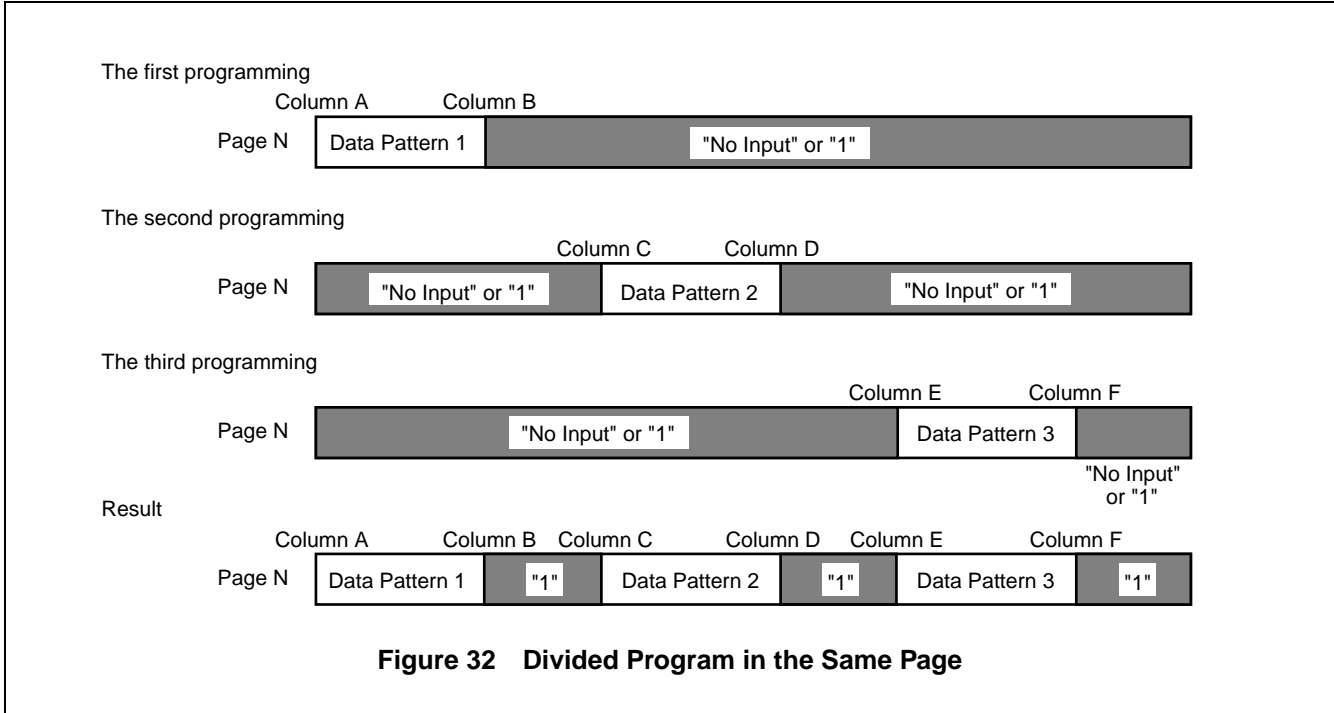 The first programming
Column A Column B
Page N Data Pattern 1 "No Input" or "1"
The second programming
Column C Column D
Page N "No Input" or "1" Data Pattern 2 "No Input" or "1"
The third programming
Column E Column F
Page N "No Input" or "1" Data Pattern 3
"No Input"
or "1"
Result
Column A Column B Column C Column D Column E Column F
Page N Data Pattern 1 "1" Data Pattern 2 "1" Data Pattern 3 "1"
Figure 32 Divided Program in the Same Page